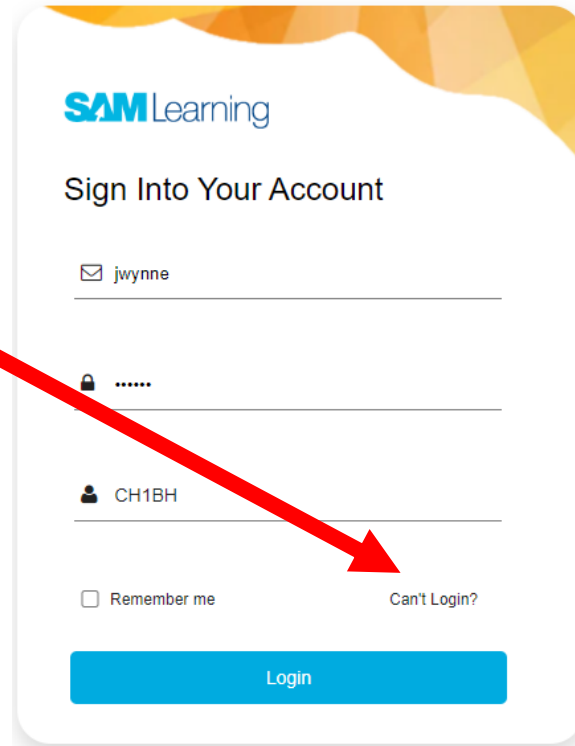 SAM Learning
Sign Into Your Account
jwynne
••••••
CH1BH
Remember me Can't Login?
Login